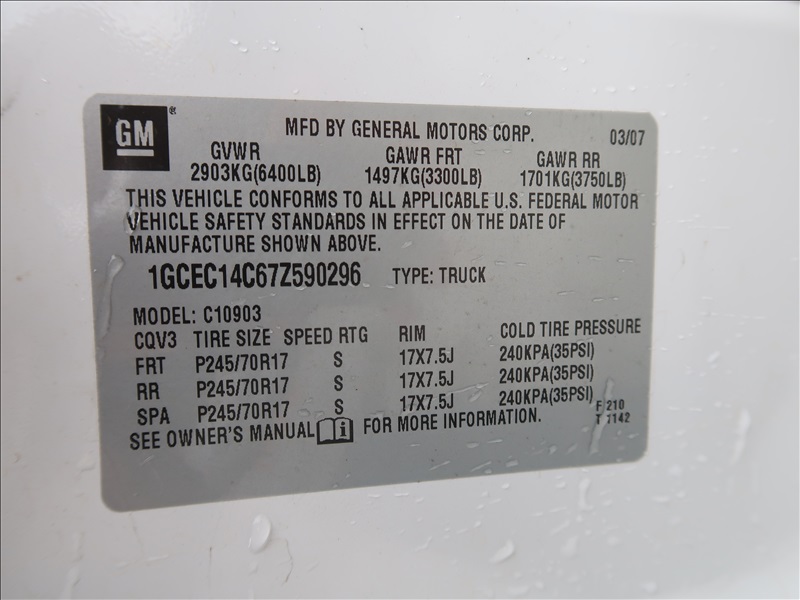 GM ®
MFD BY GENERAL MOTORS CORP. 03/07
GVWR GAWR FRT GAWR RR
2903KG(6400LB) 1497KG(3300LB) 1701KG(3750LB)
THIS VEHICLE CONFORMS TO ALL APPLICABLE U.S. FEDERAL MOTOR
VEHICLE SAFETY STANDARDS IN EFFECT ON THE DATE OF
MANUFACTURE SHOWN ABOVE.
1GCEC14C67Z590296 TYPE: TRUCK
MODEL: C10903
CQV3 TIRE SIZE SPEED RTG RIM COLD TIRE PRESSURE
FRT P245/70R17 S 17X7.5J 240KPA(35PSI)
RR P245/70R17 S 17X7.5J 240KPA(35PSI)
SPA P245/70R17 S 17X7.5J 240KPA(35PSI)
F 210
T 1142
SEE OWNER'S MANUAL i FOR MORE INFORMATION.